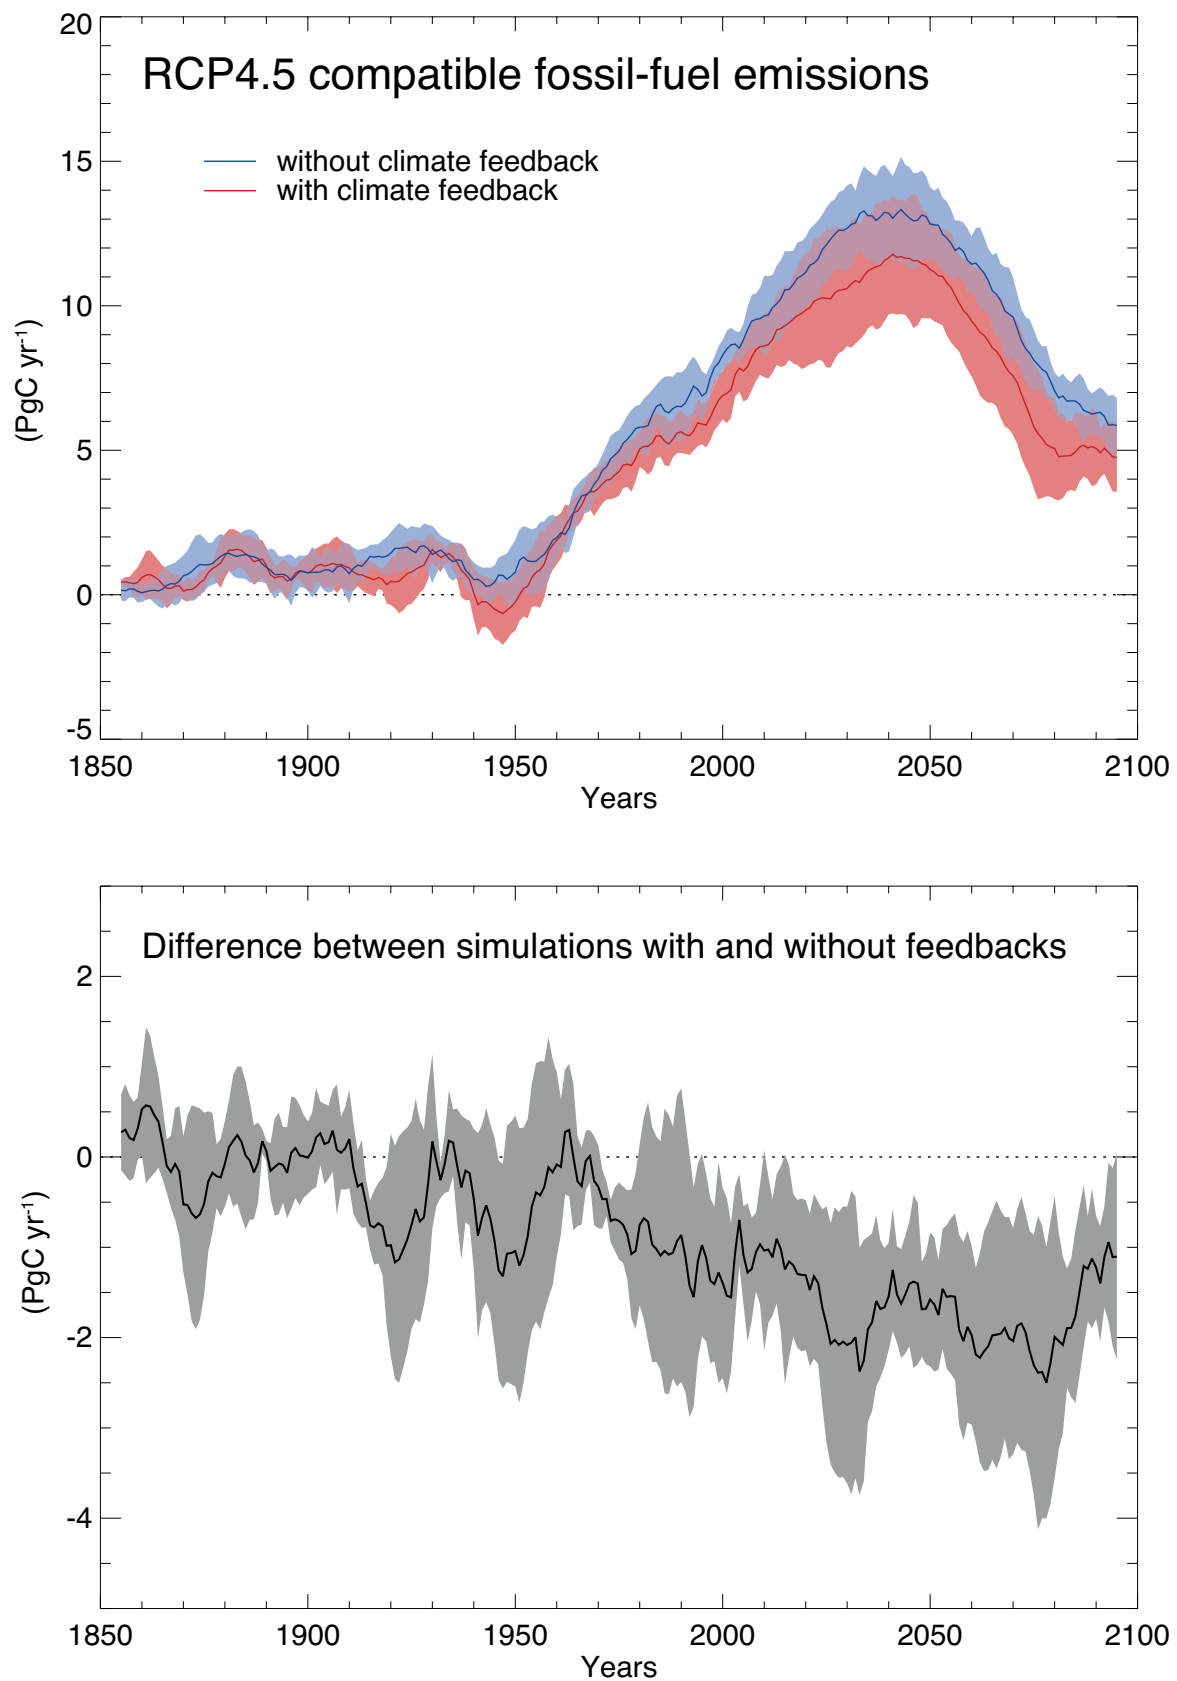 RCP4.5 compatible fossil-fuel emissions
without climate feedback
with climate feedback
20
15
10
5
0
-5
(PgC yr-1)
1850 1900 1950 2000 2050 2100
Years
Difference between simulations with and without feedbacks
2
0
-2
-4
(PgC yr-1)
1850 1900 1950 2000 2050 2100
Years